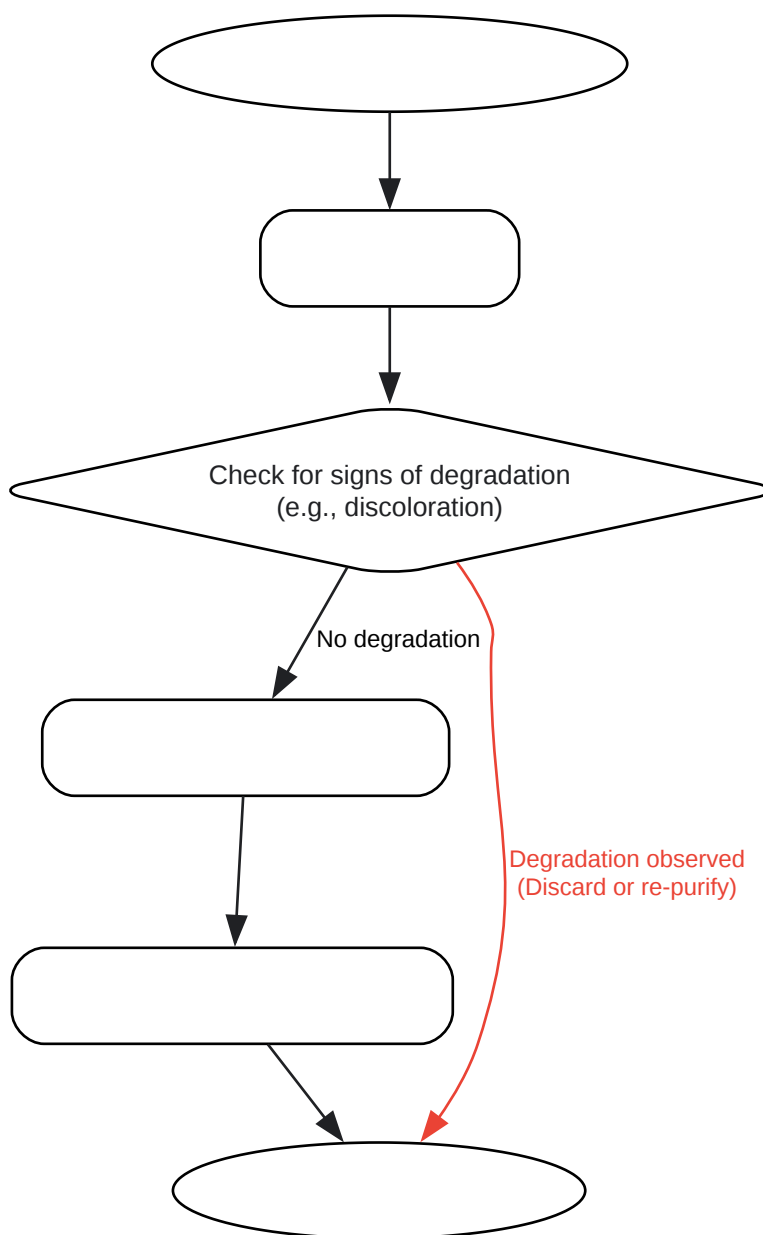 Check for signs of degradation
(e.g., discoloration)
No degradation
Degradation observed
(Discard or re-purify)